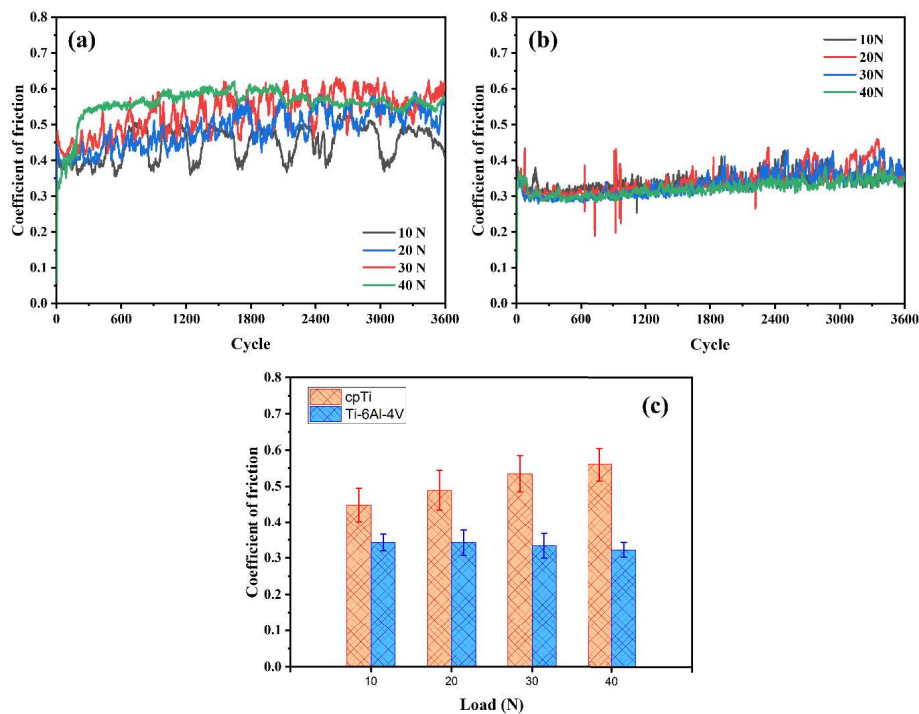 (a)
Coefficient of friction
0.8
0.7
0.6
0.5
0.4
0.3
0.2
0.1
0.0
10 N
20 N
30 N
40 N
0 600 1200 1800 2400 3000 3600
Cycle
(b)
Coefficient of friction
0.8
0.7
0.6
0.5
0.4
0.3
0.2
0.1
0.0
10N
20N
30N
40N
0 600 1200 1800 2400 3000 3600
Cycle
(c)
Coefficient of friction
0.8
0.7
0.6
0.5
0.4
0.3
0.2
0.1
0.0
cpTi
Ti-6Al-4V
10 20 30 40
Load (N)